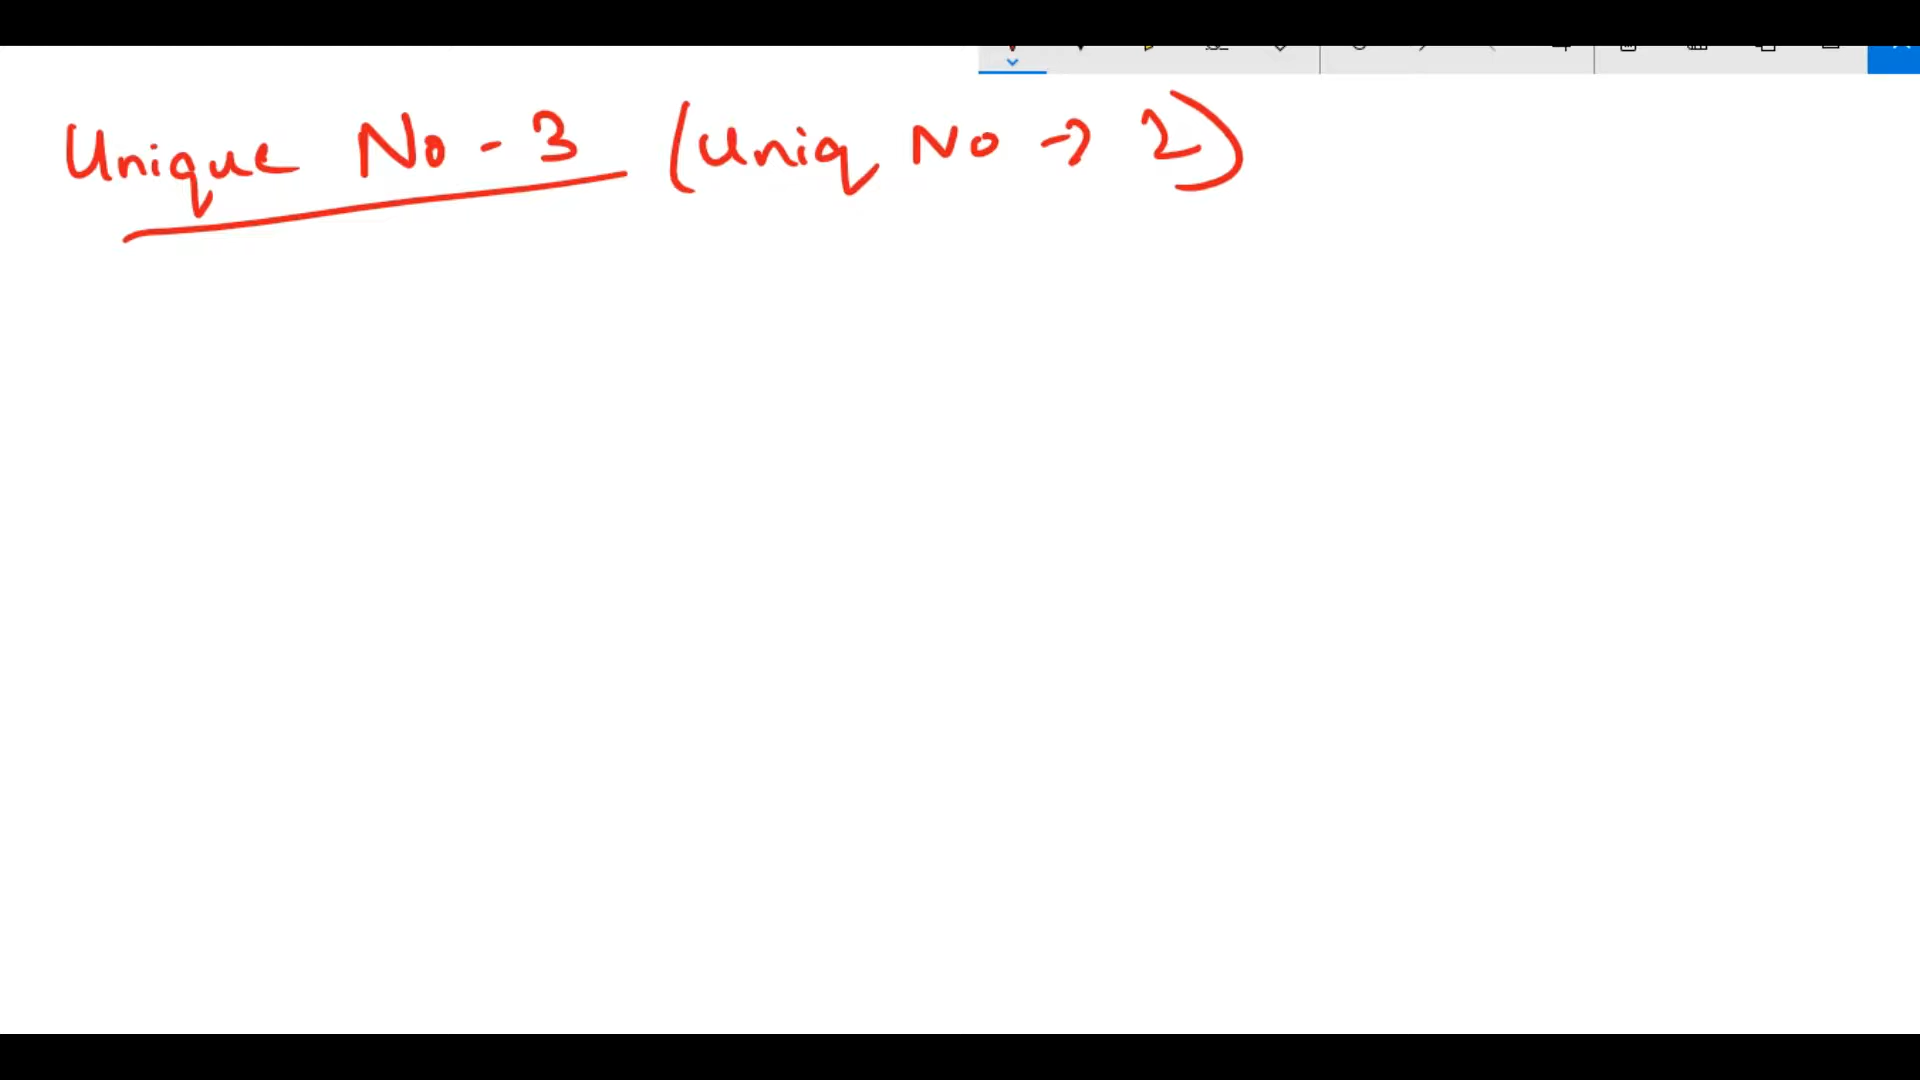 Unique No - 3 (Uniq No → 2)